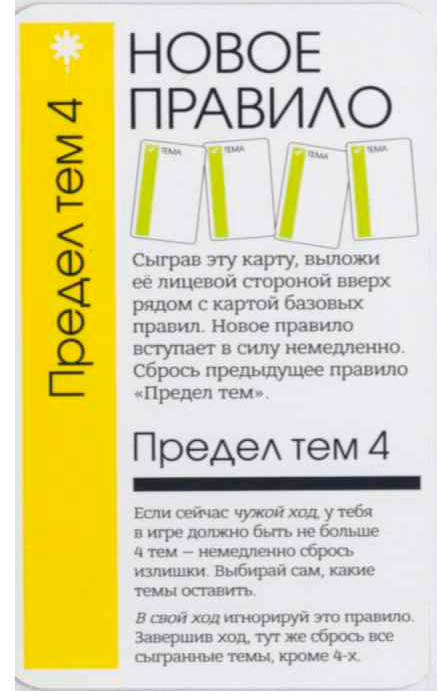 Предел тем 4
НОВОЕ
ПРАВИЛО
ТЕМА
ТЕМА
ТЕМА
ТЕМА
Сыграв эту карту, выложи
её лицевой стороной вверх
рядом с картой базовых
правил. Новое правило
вступает в силу немедленно.
Сбрось предыдущее правило
«Предел тем».
Предел тем 4
Если сейчас чужой ход, у тебя
в игре должно быть не больше
4 тем — немедленно сбрось
излишки. Выбирай сам, какие
темы оставить.
В свой ход игнорируй это правило.
Завершив ход, тут же сбрось все
сыгранные темы, кроме 4-х.